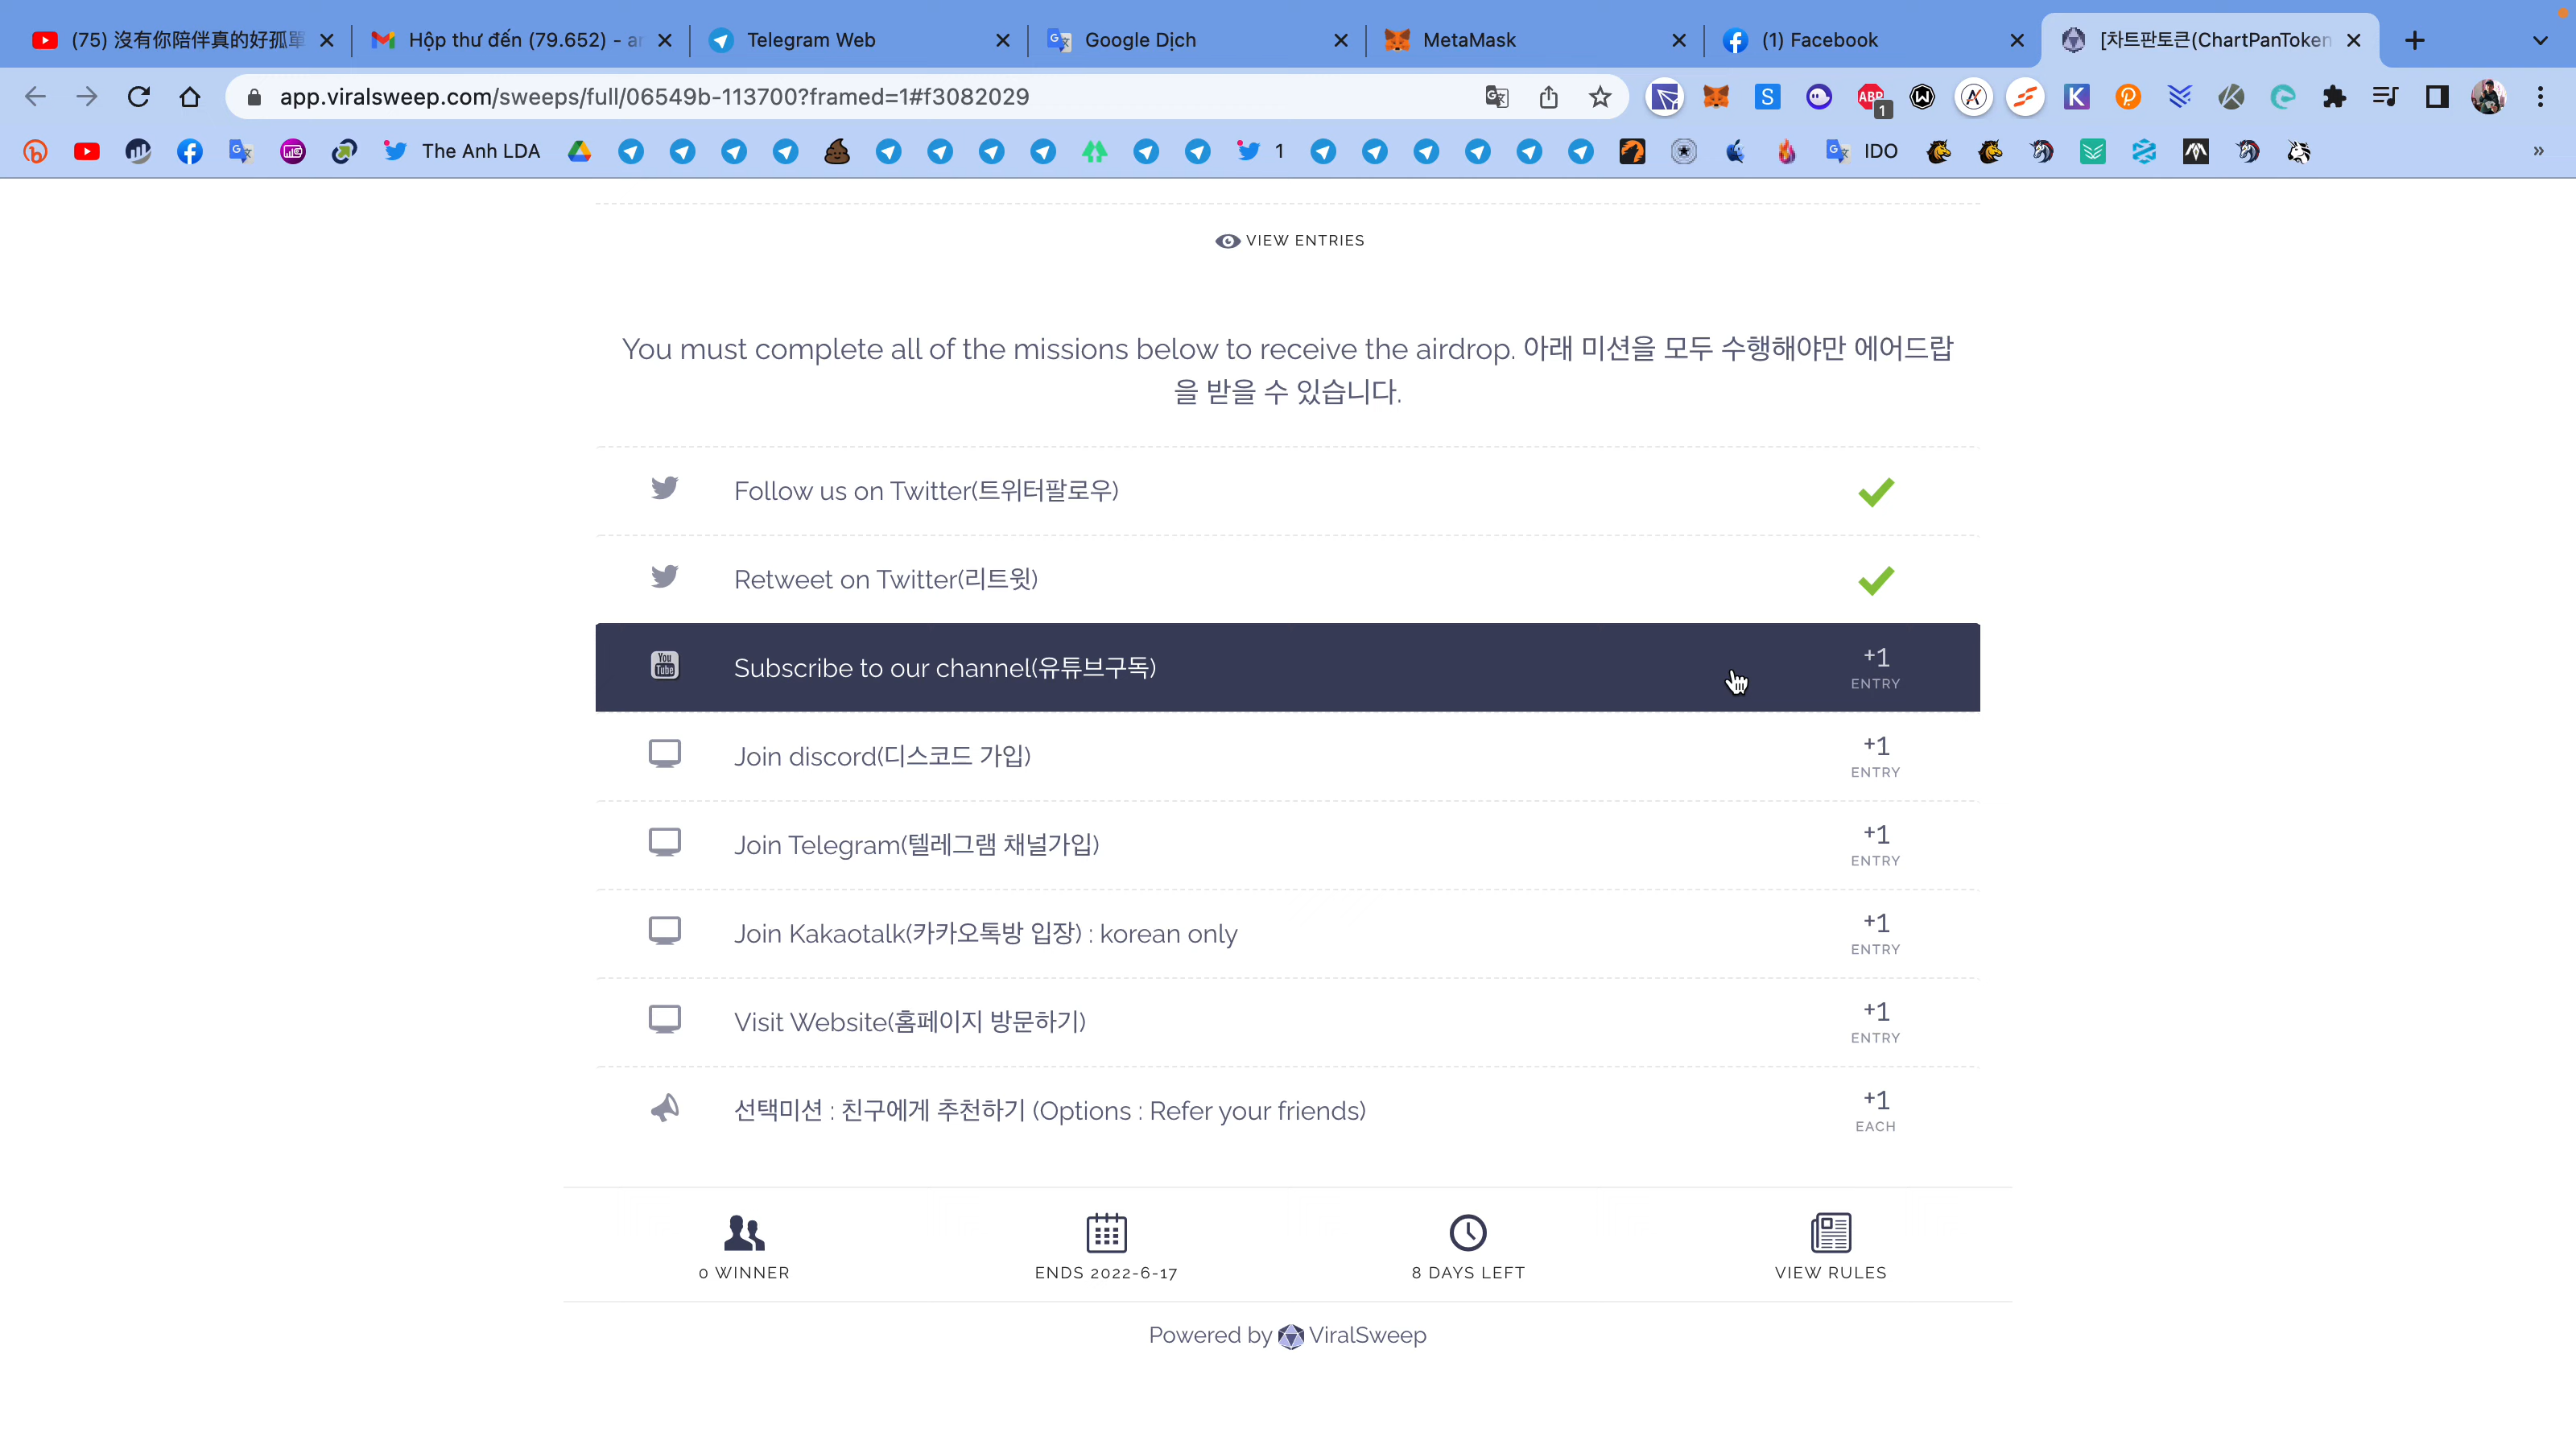 (75) 沒有你陪伴真的好孤單
Hộp thư đến (79.652) - ar
Telegram Web
Google Dịch
MetaMask
(1) Facebook
[차트판토큰(ChartPanToken
app.viralsweep.com/sweeps/full/06549b-113700?framed=1#f3082029
ABP
1
The Anh LDA
1
IDO
VIEW ENTRIES
You must complete all of the missions below to receive the airdrop. 아래 미션을 모두 수행해야만 에어드랍
을 받을 수 있습니다.
Follow us on Twitter(트위터팔로우)
Retweet on Twitter(리트윗)
You Tube
Subscribe to our channel(유튜브구독)
+1
ENTRY
Join discord(디스코드 가입)
+1
ENTRY
Join Telegram(텔레그램 채널가입)
+1
ENTRY
Join Kakaotalk(카카오톡방 입장) : korean only
+1
ENTRY
Visit Website(홈페이지 방문하기)
+1
ENTRY
선택미션 : 친구에게 추천하기 (Options : Refer your friends)
+1
EACH
0 WINNER
ENDS 2022-6-17
8 DAYS LEFT
VIEW RULES
Powered by ViralSweep